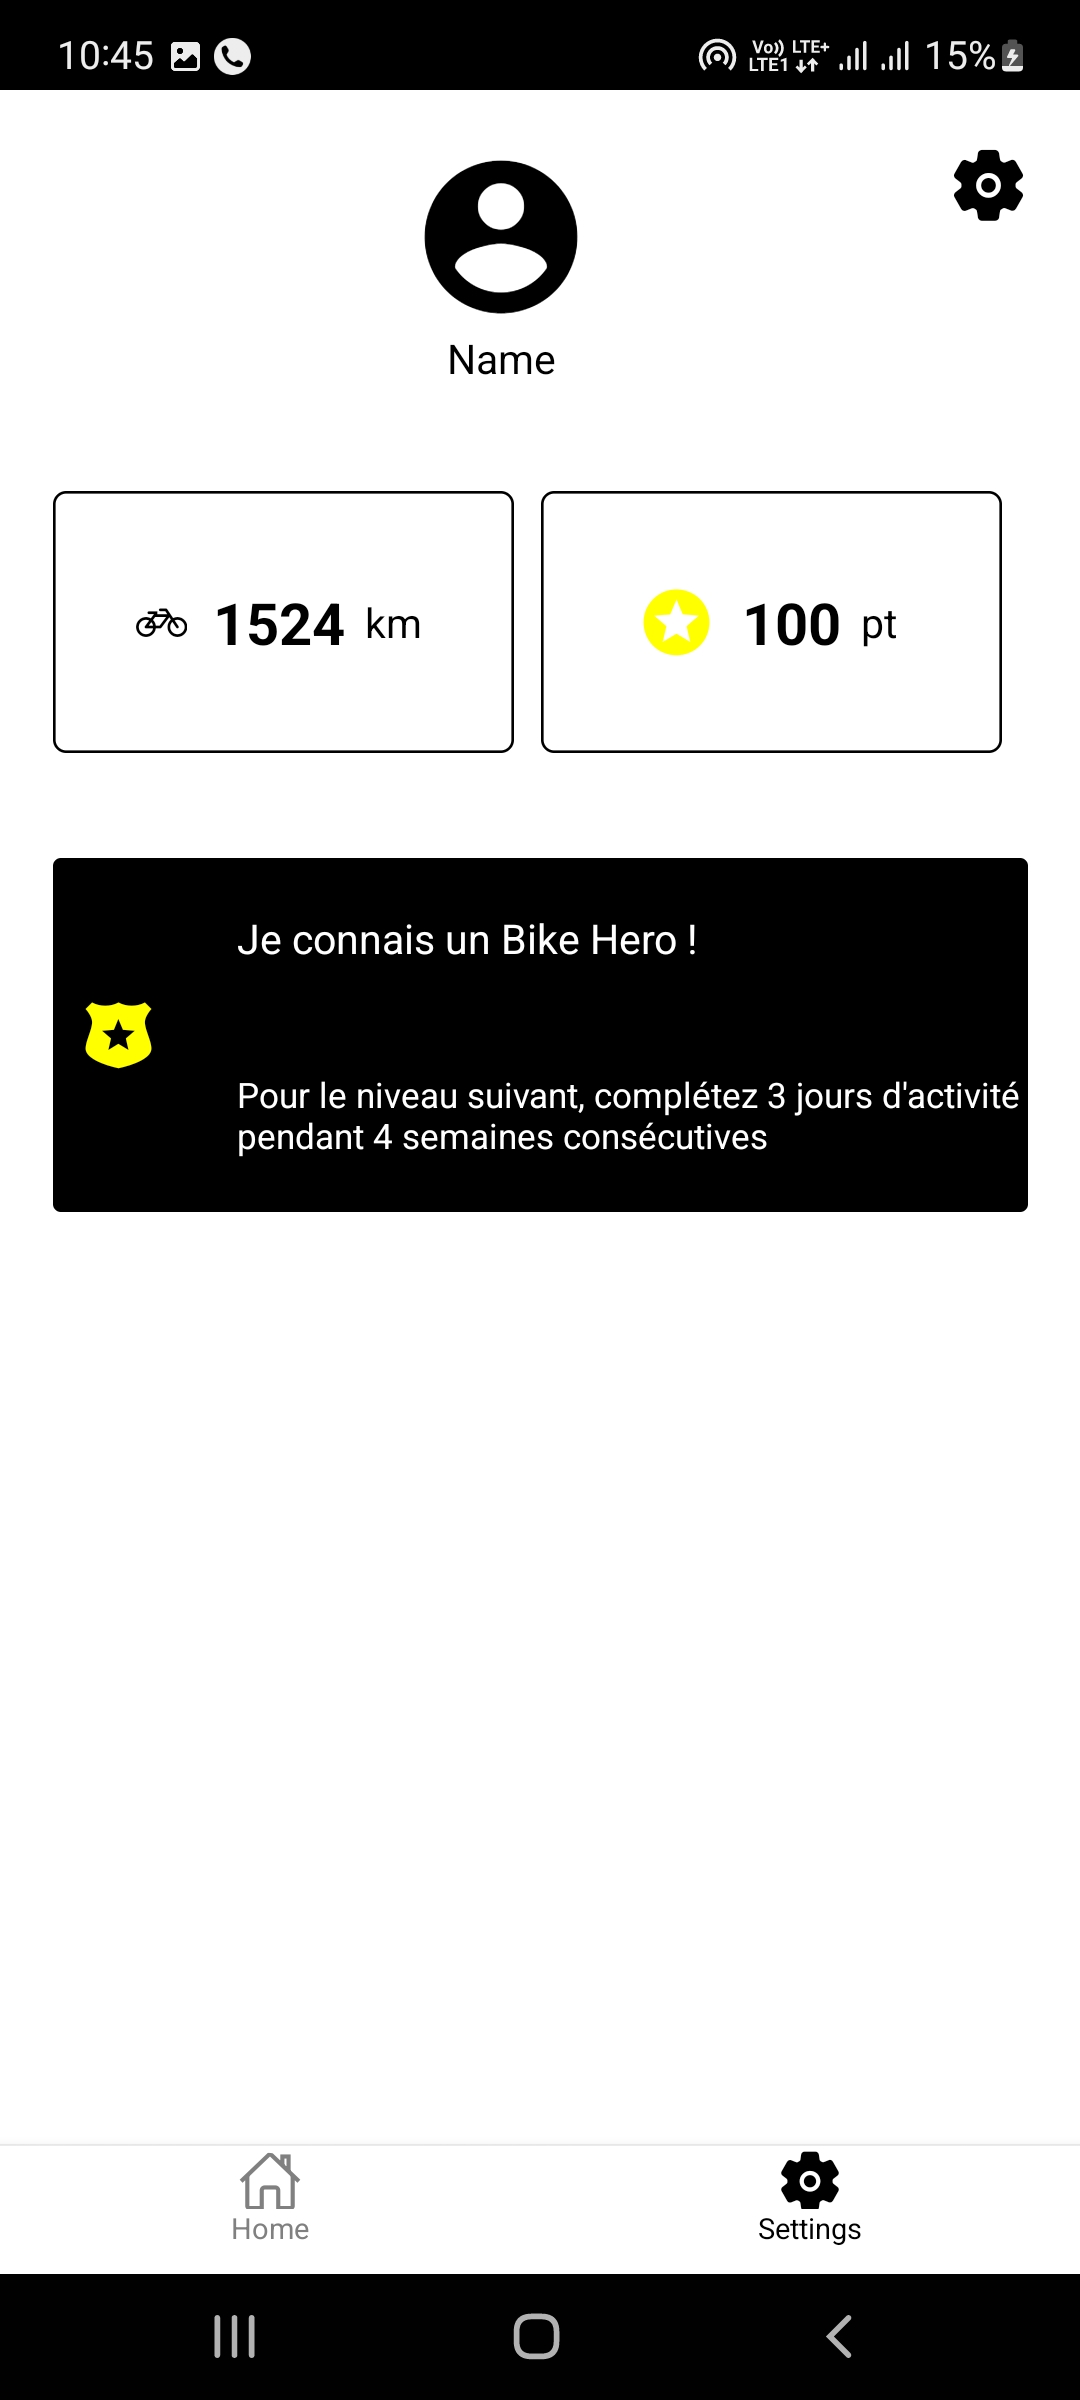 10:45 Vo)) LTE+ 15%
LTE1
Name
1524 km 100 pt
Je connais un Bike Hero !
Pour le niveau suivant, complétez 3 jours d'activité
pendant 4 semaines consécutives
Home Settings